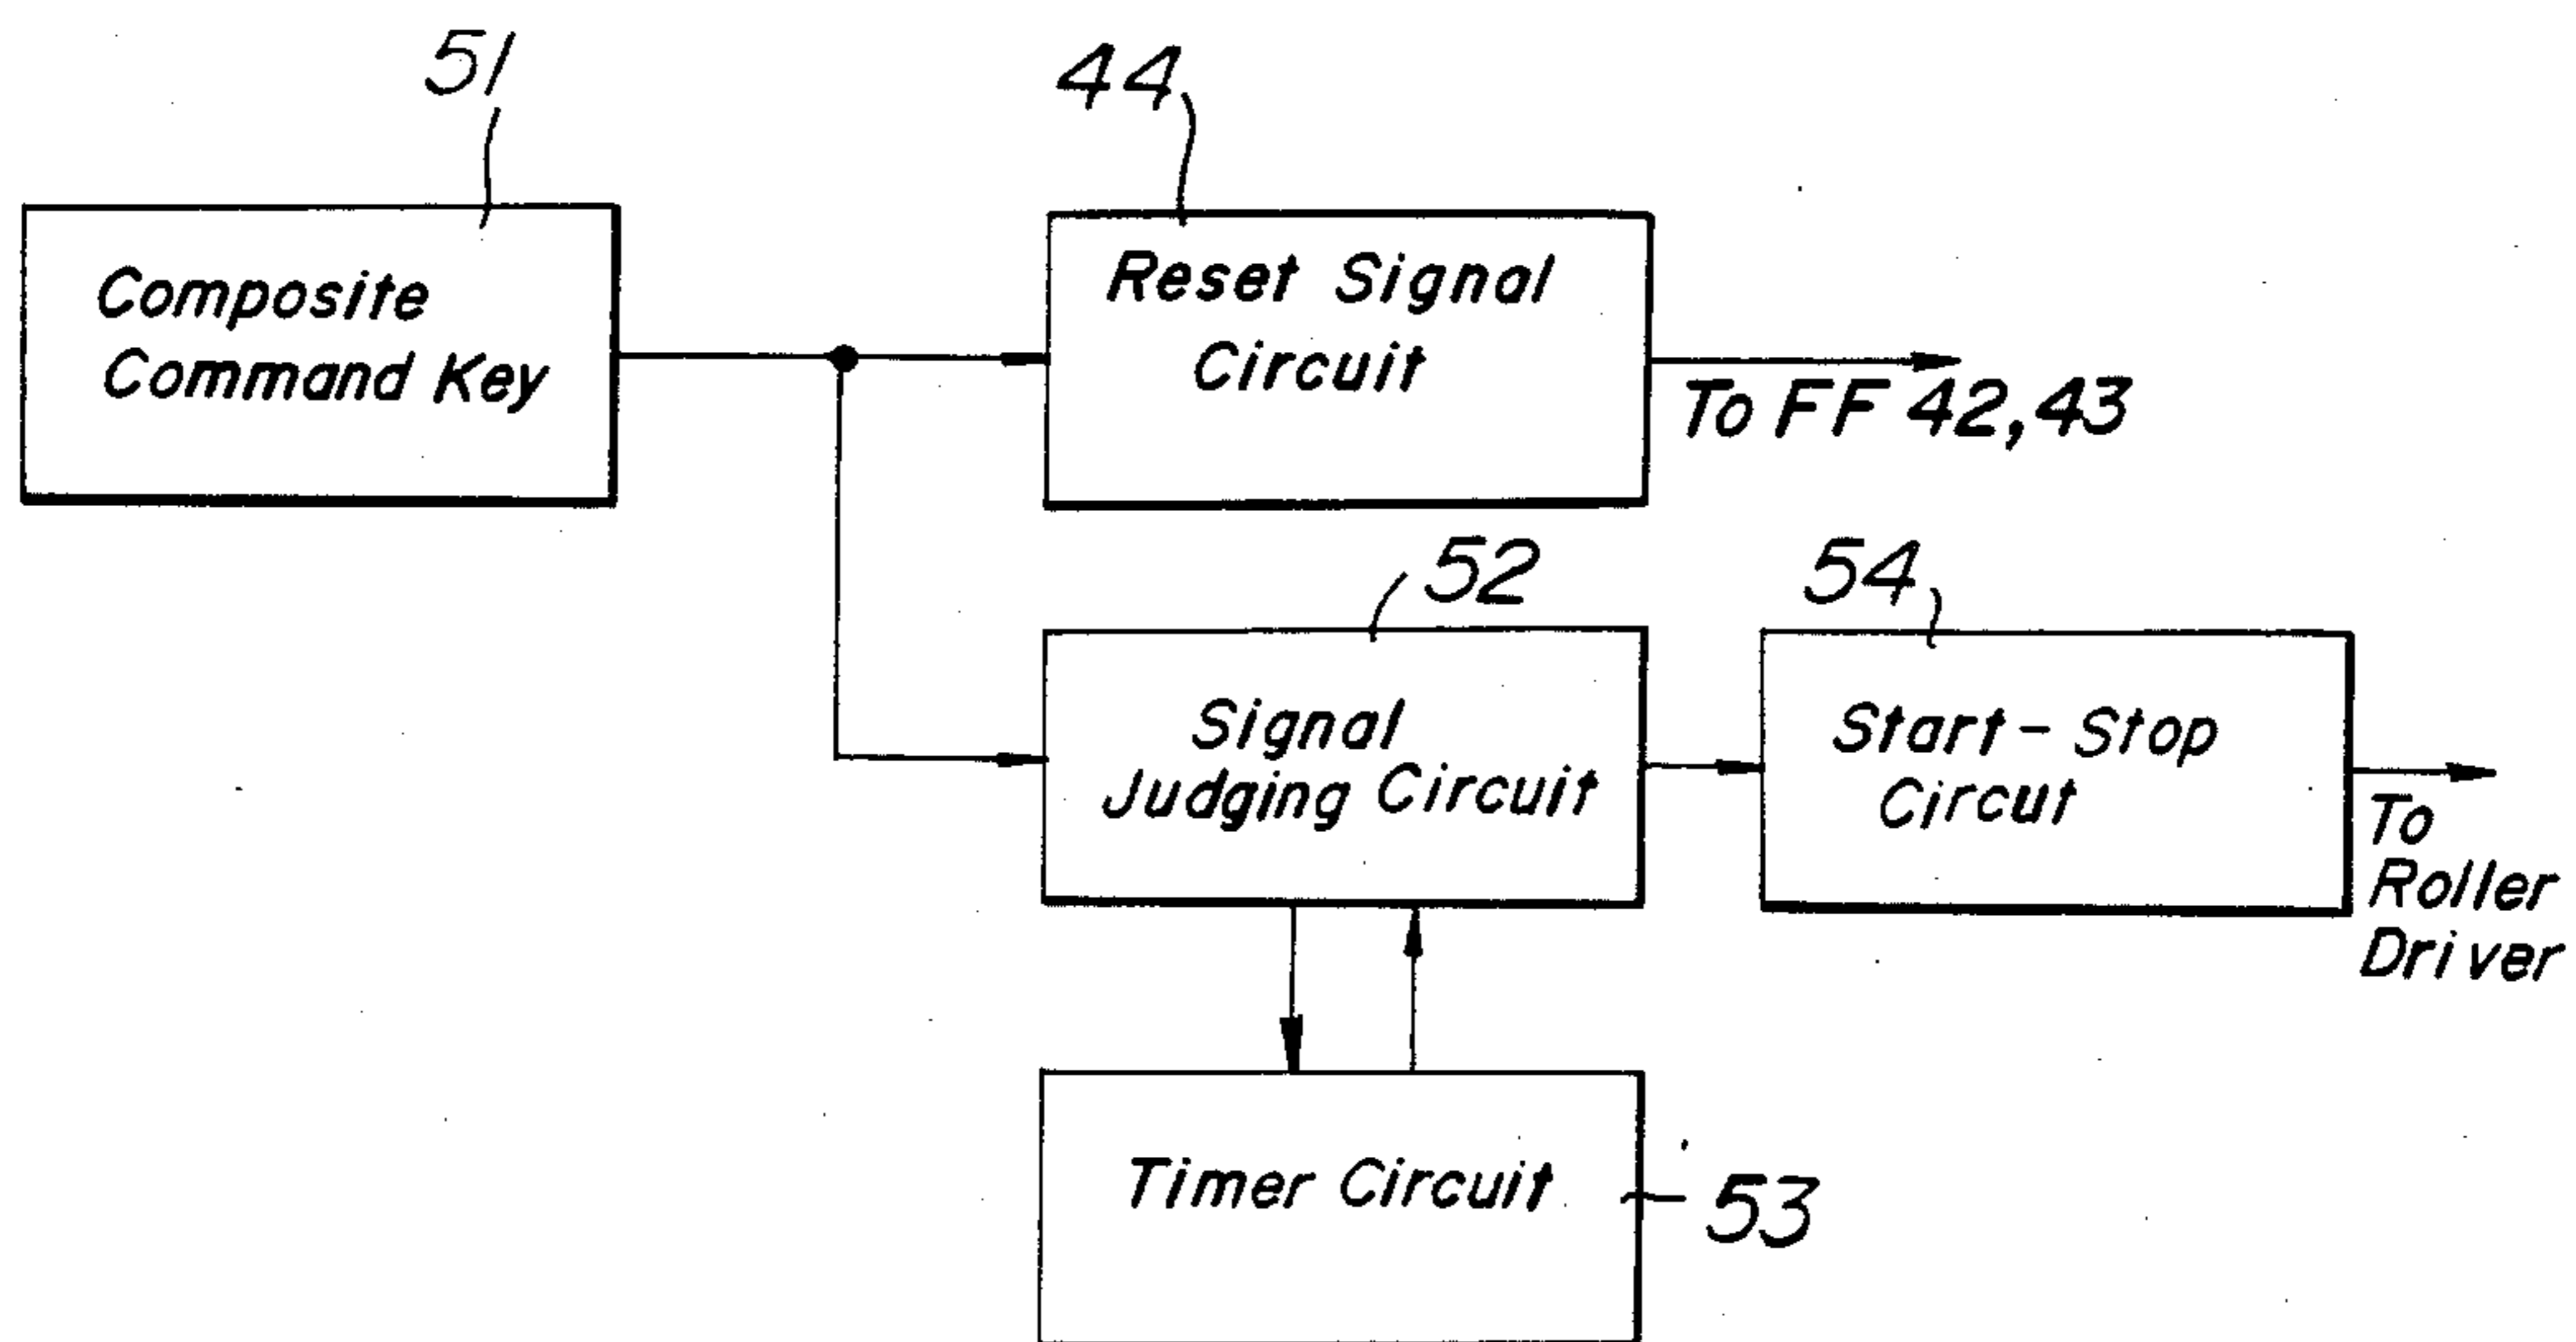 51
Composite
Command Key
44
Reset Signal
Circuit
To FF 42,43
52
Signal
Judging Circuit
54
Start-Stop
Circut
To
Roller
Driver
Timer Circuit
53